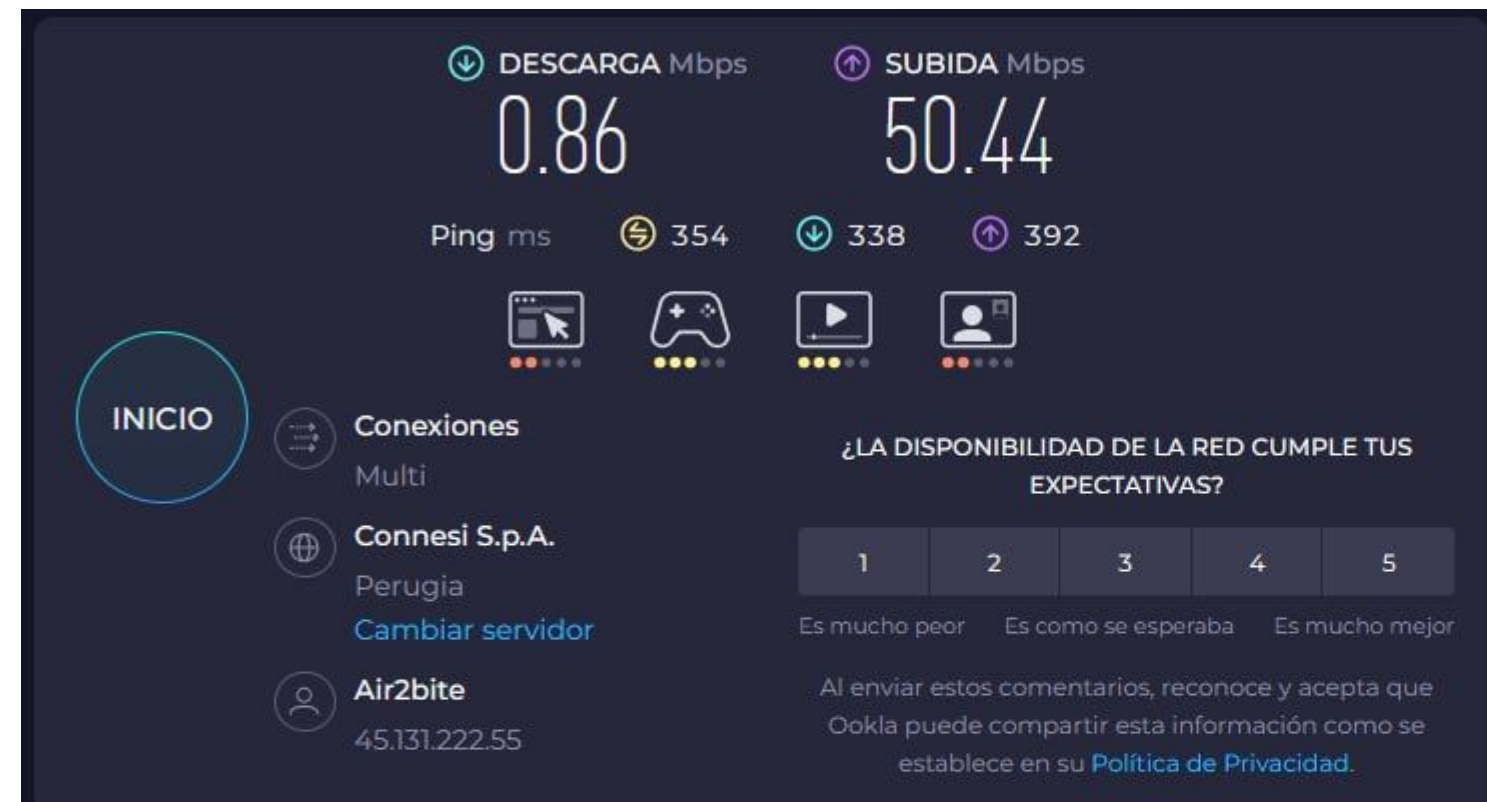 DESCARGA Mbps
SUBIDA Mbps
0.86
50.44
Ping ms 354 338 392
INICIO
Conexiones
Multi
Connesi S.p.A.
Perugia
Cambiar servidor
Air2bite
45.131.222.55
¿LA DISPONIBILIDAD DE LA RED CUMPLE TUS
EXPECTATIVAS?
1 2 3 4 5
Es mucho peor Es como se esperaba Es mucho mejor
Al enviar estos comentarios, reconoce y acepta que
Ookla puede compartir esta información como se
establece en su Política de Privacidad.